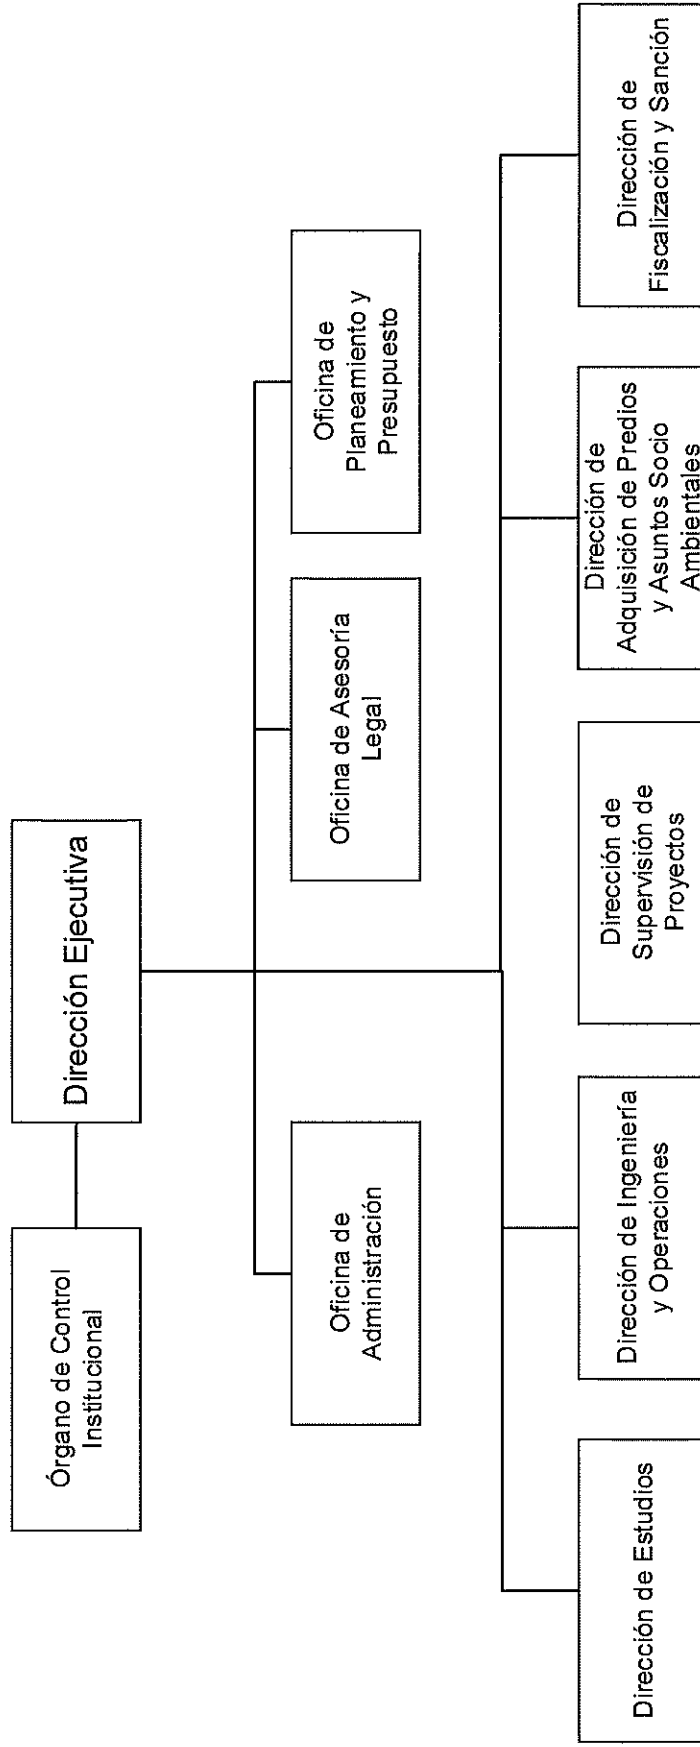 Órgano de Control
Institucional
Dirección Ejecutiva
Oficina de
Administración
Oficina de Asesoría
Legal
Oficina de
Planeamiento y
Presupuesto
Dirección de Estudios
Dirección de Ingeniería
y Operaciones
Dirección de
Supervisión de
Proyectos
Dirección de
Adquisición de Predios
y Asuntos Socio
Ambientales
Dirección de
Fiscalización y Sanción